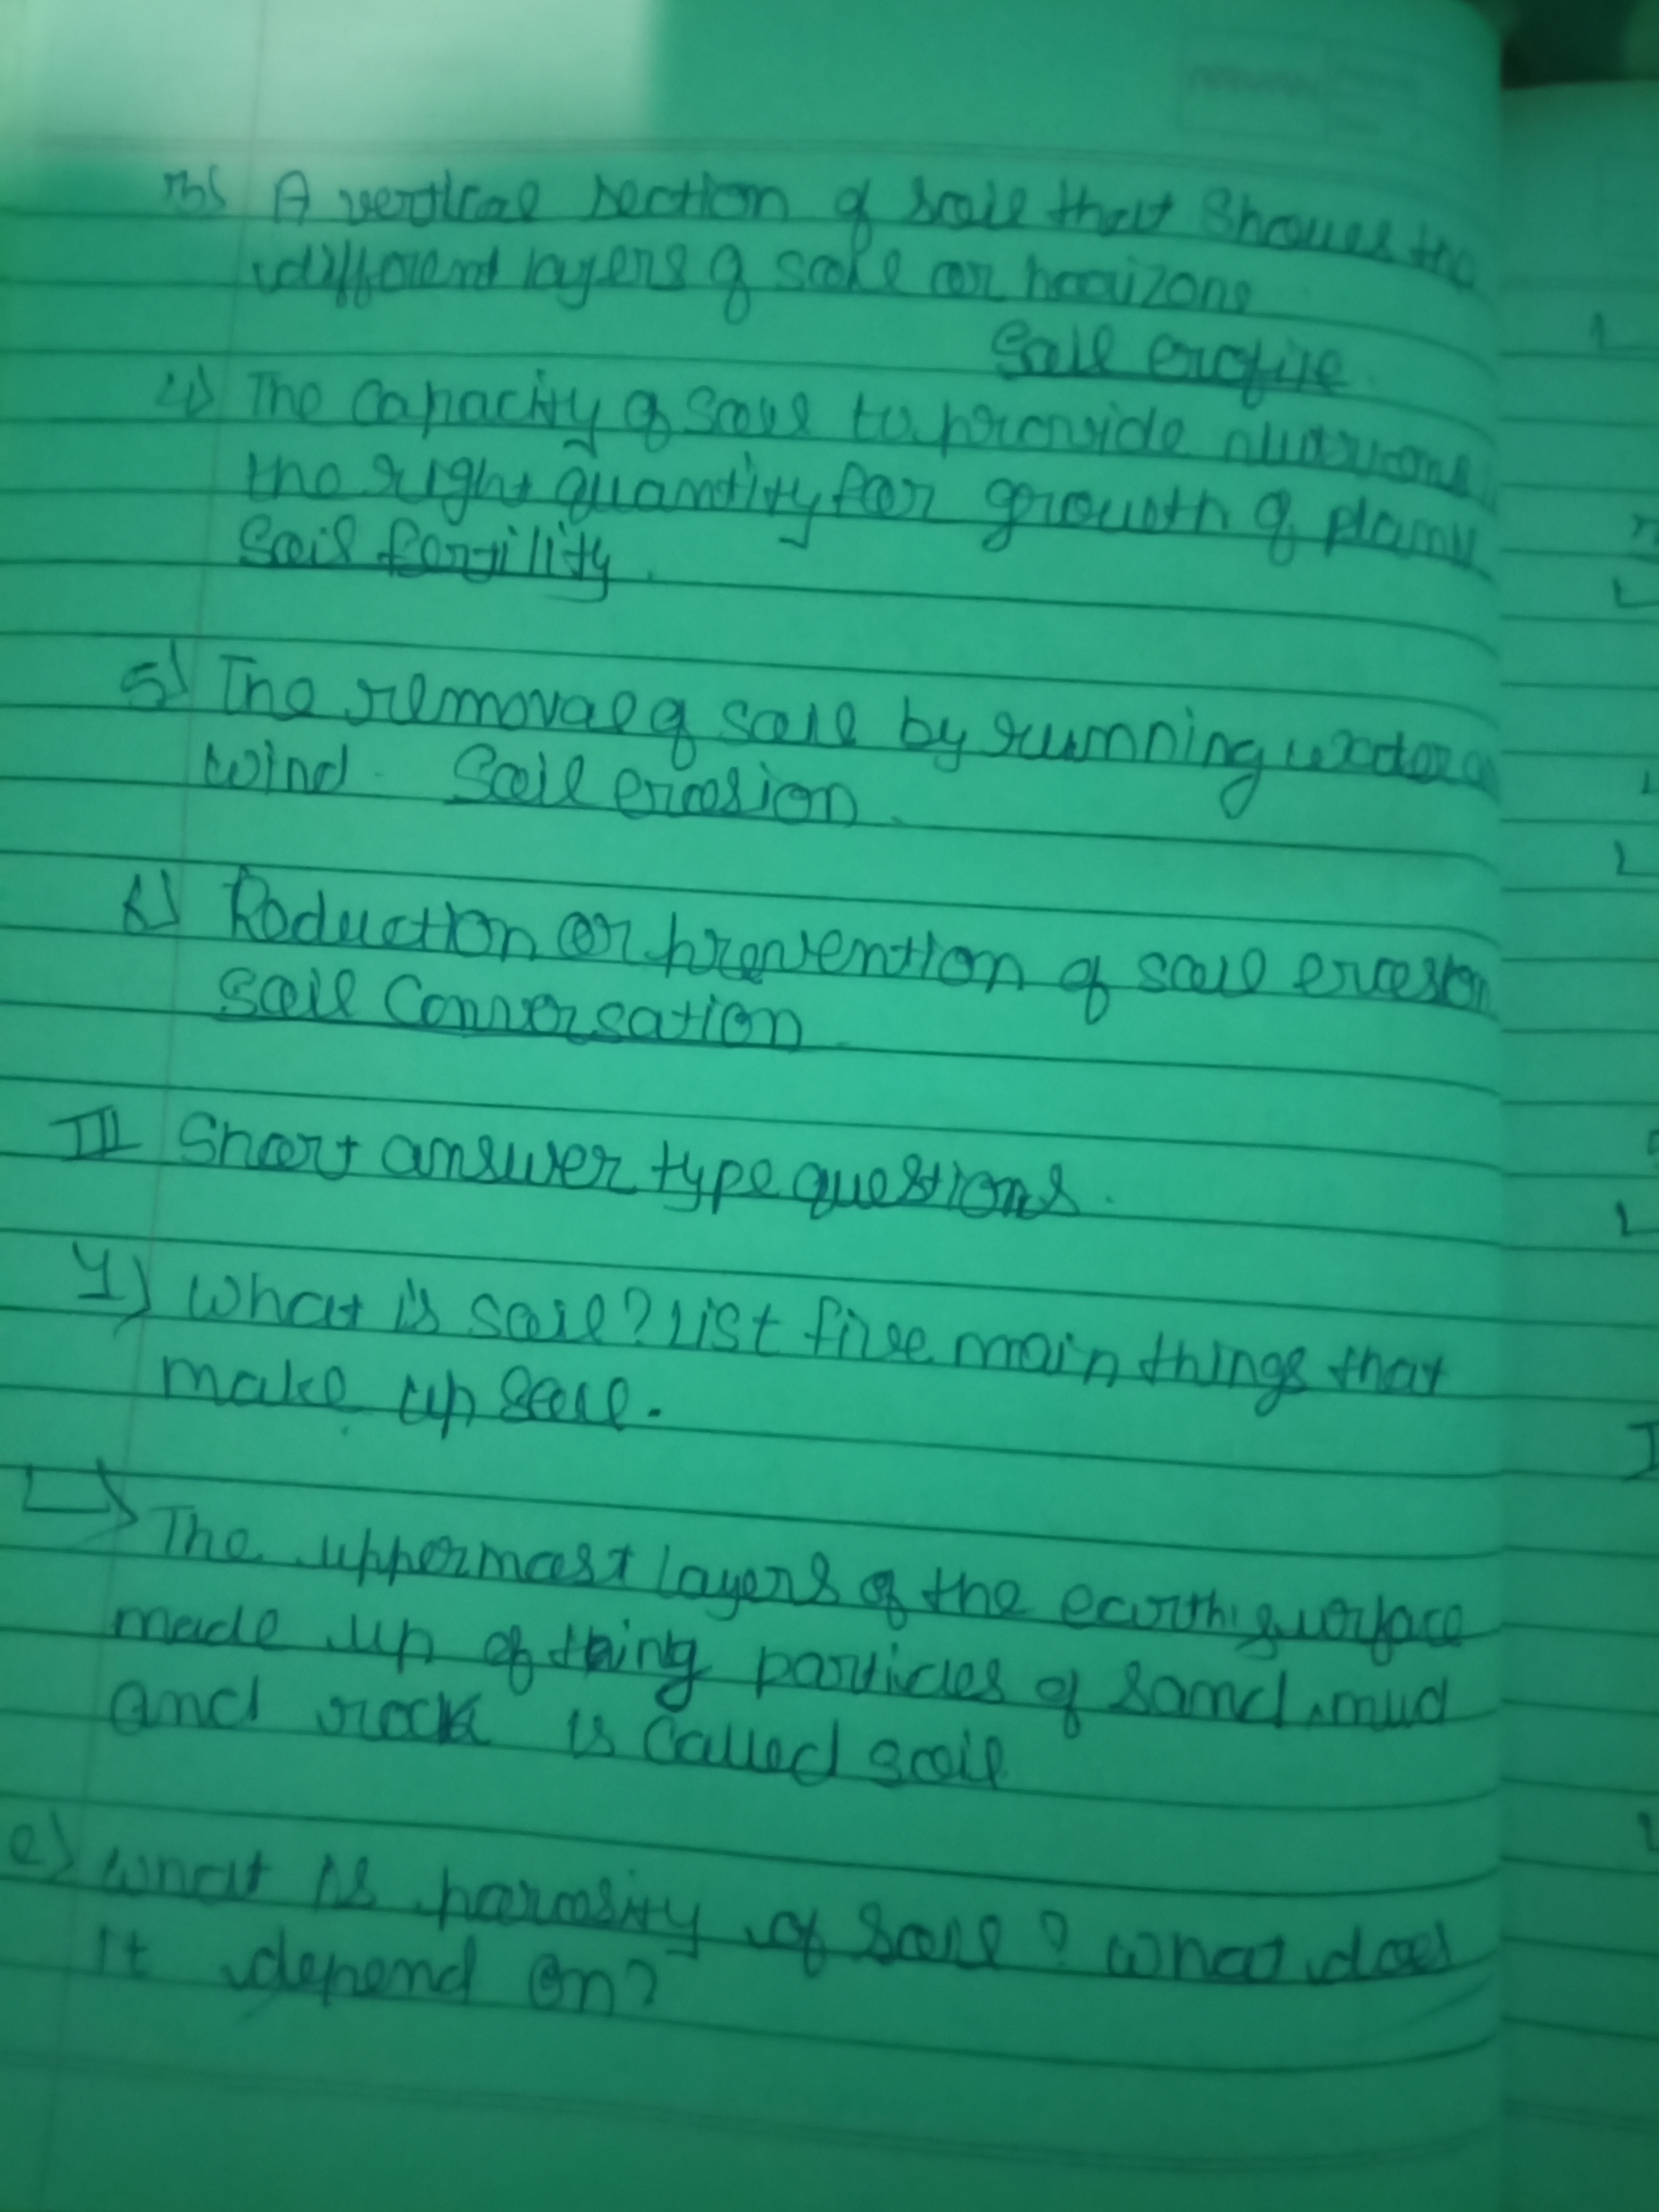 3) A vertical section of soil that shows the
different layers of soil or horizons
Soil profile
4) The capacity of soil to provide nutrients
the right quantity for growth of plants
Soil fertility.
5) The removal of soil by running water
wind. Soil erosion.
6) Reduction or prevention of soil erosion
Soil Conversation
III Short answer type questions.
1) What is soil? List five main things that
make up soil.
The uppermost layers of the earth's surface
made up of thing particles of sand, mud
and rock is called soil
2) What is porosity of soil? What does
it depend on?